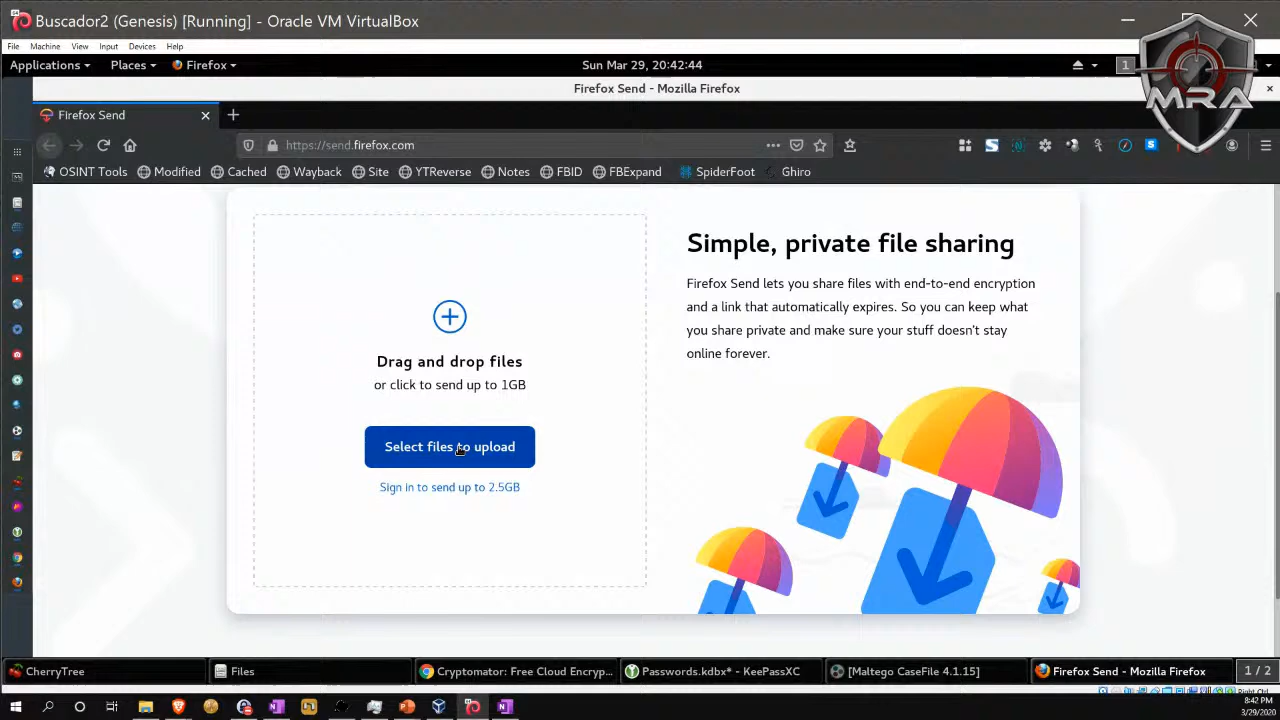 Buscador2 (Genesis) [Running] - Oracle VM VirtualBox
File Machine View Input Devices Help
Applications Places Firefox Sun Mar 29, 20:42:44 1
Firefox Send - Mozilla Firefox
Firefox Send
https://send.firefox.com
OSINT Tools Modified Cached Wayback Site YTReverse Notes FBID FBExpand SpiderFoot Ghiro
MRA
Simple, private file sharing
Firefox Send lets you share files with end-to-end encryption
and a link that automatically expires. So you can keep what
you share private and make sure your stuff doesn't stay
online forever.
Drag and drop files
or click to send up to 1GB
Select files to upload
Sign in to send up to 2.5GB
CherryTree Files Cryptomator: Free Cloud Encryp... Passwords.kdbx* - KeePassXC [Maltego CaseFile 4.1.15] Firefox Send - Mozilla Firefox 1 / 2
Right Ctrl
8:42 PM
3/29/2020